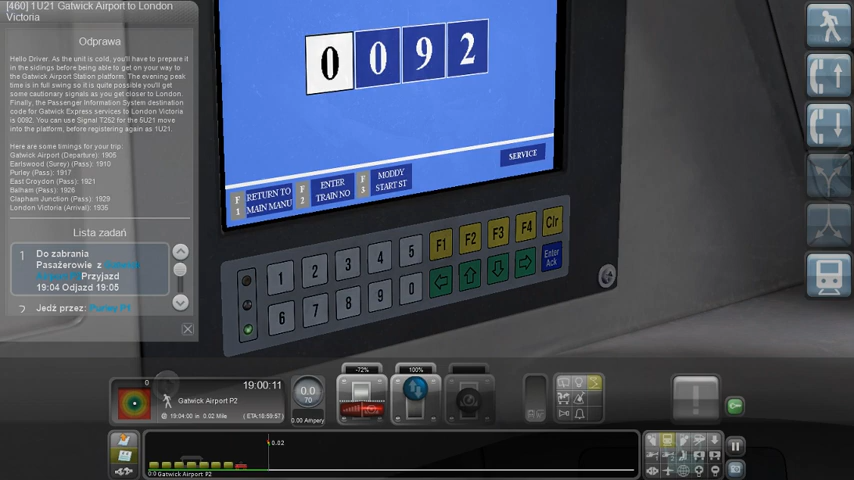 [460] 1U21 Gatwick Airport to London
Victoria
Odprawa
Hello Driver. As the unit is cold, you'll have to prepare it
in the sidings before being able to get on your way to
the Gatwick Airport Station platform. The evening peak
time is in full swing so it is quite possible you'll get
some cautionary signals as you get closer to London.
Finally, the Passenger Information System destination
code for Gatwick Express services to London Victoria
is 0092. You can use Signal T252 for the 5U21 move
into the platform, before registering again as 1U21.
Here are some timings for your trip:
Gatwick Airport (Departure): 1905
Earlswood (Surey) (Pass): 1910
Purley (Pass): 1917
East Croydon (Pass): 1921
Balham (Pass): 1926
Clapham Junction (Pass): 1929
London Victoria (Arrival): 1936
Lista zadań
1 Do zabrania
Pasażerowie z
Przyjazd
19:04 Odjazd 19:05
Jedź przez: Purley P1
0 0 9 2
SERVICE
F1 RETURN TO MAIN MANU
F2 ENTER TRAIN NO
F3 MODDY START ST
1 2 3 4 5 F1 F2 F3 F4 Clr
6 7 8 9 0 Enter Ack
0
19:00:11
Gatwick Airport P2
@ 19:04:00 in 0.02 Mile
(ETA:18:59:57)
0.0
70
0.00 Ampery
-72%
100%
0.02
0.0 Gatwick Airport P2